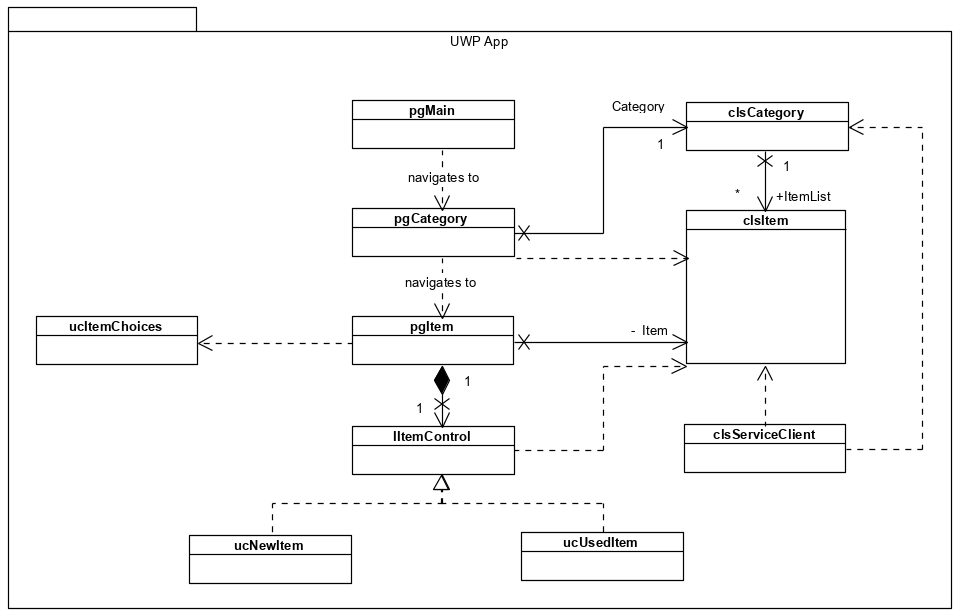 UWP App
pgMain
Category
clsCategory
1
1
navigates to
*
+ItemList
pgCategory
clsItem
navigates to
ucItemChoices
pgItem
- Item
1
1
IItemControl
clsServiceClient
ucNewItem
ucUsedItem